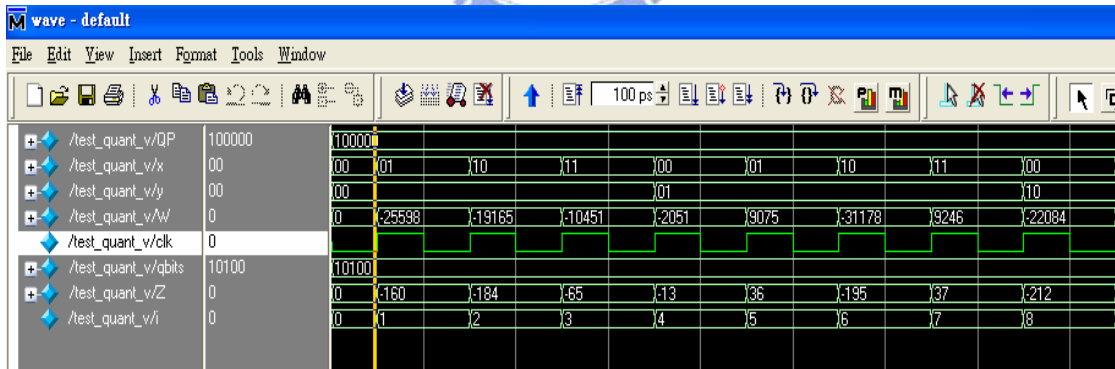 wave - default
File Edit View Insert Format Tools Window
100 ps
/test_quant_v/QP 100000 10000
/test_quant_v/x 00 00 01 10 11 00 01 10 11 00
/test_quant_v/y 00 00 01 10
/test_quant_v/W 0 0 -25598 -19165 -10451 -2051 9075 -31178 9246 -22084
/test_quant_v/clk 0
/test_quant_v/qbits 10100 10100
/test_quant_v/Z 0 0 -160 -184 -65 -13 36 -195 37 -212
/test_quant_v/i 0 0 1 2 3 4 5 6 7 8